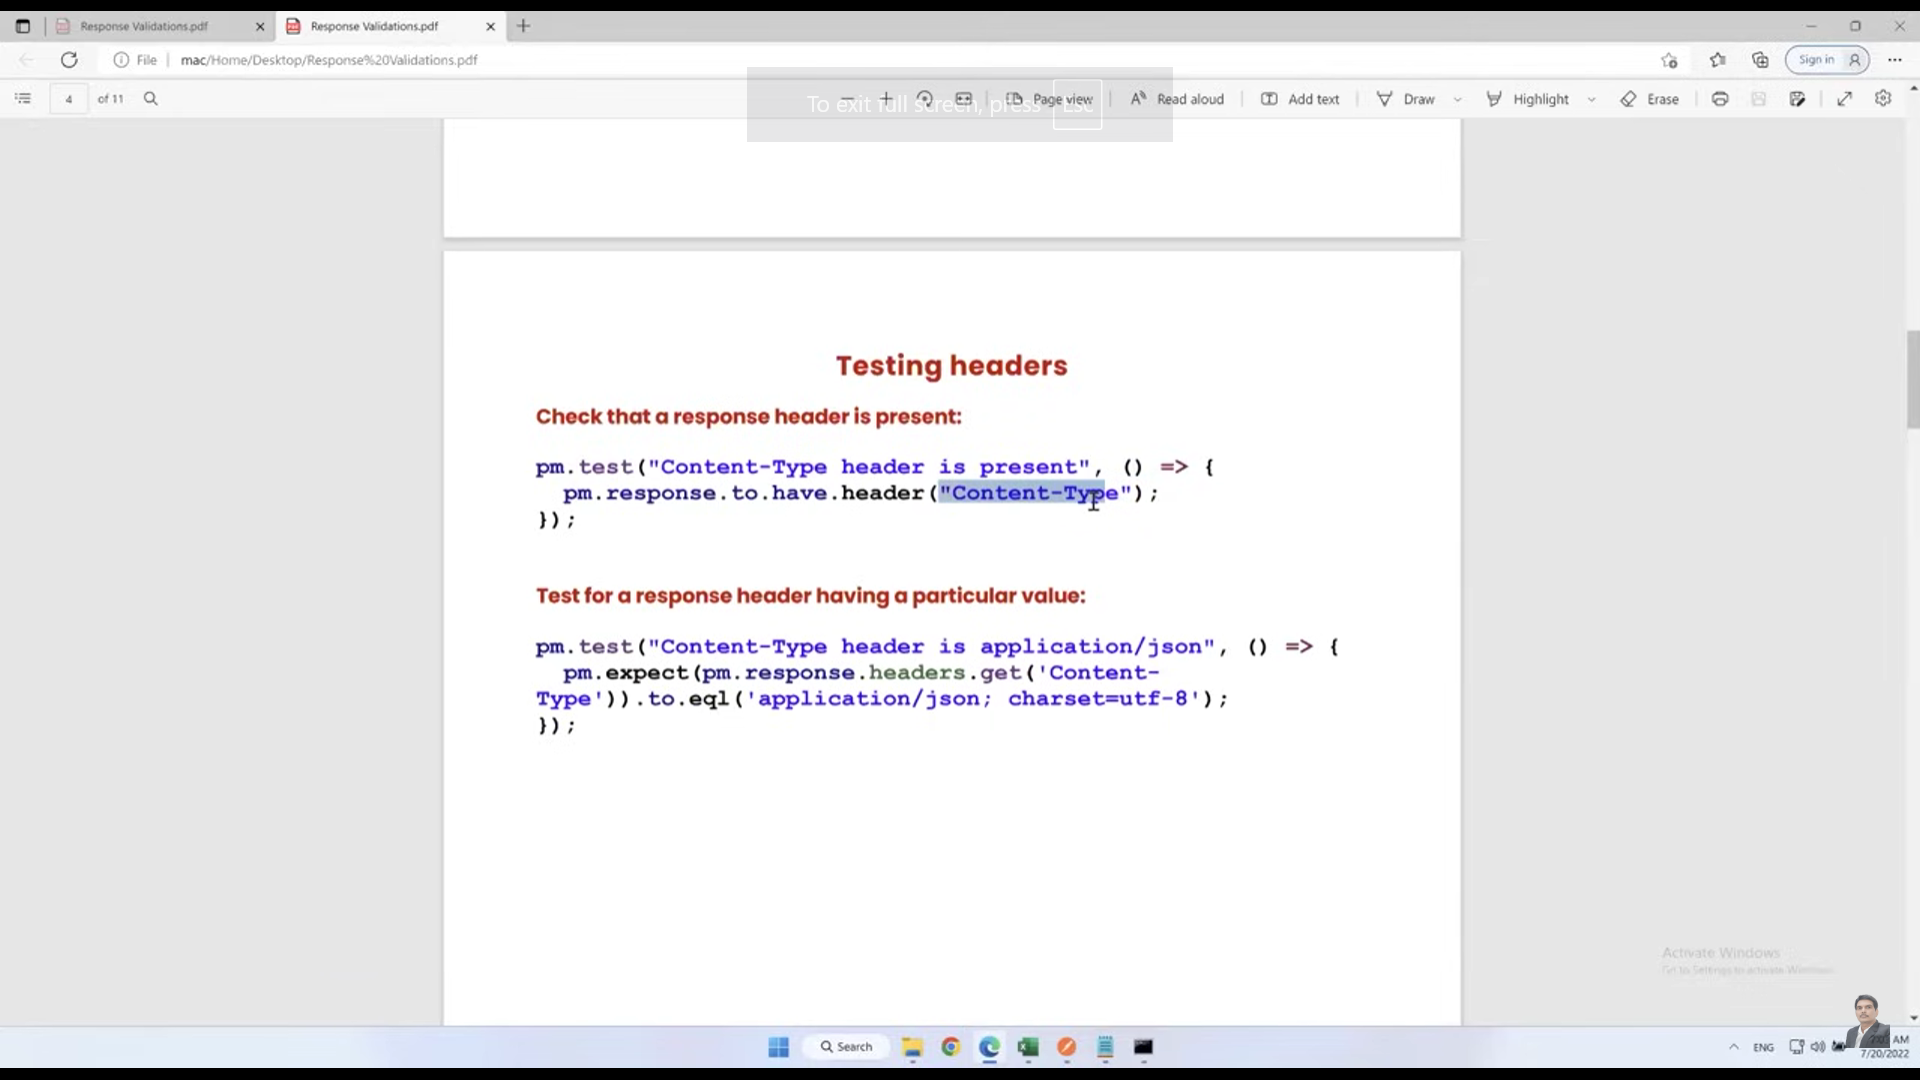 Response Validations.pdf
Response Validations.pdf
File
mac/Home/Desktop/Response%20Validations.pdf
Sign in
4 of 11
To exit full screen, press Esc
Page view
Read aloud
Add text
Draw
Highlight
Erase
Testing headers
Check that a response header is present:
pm.test("Content-Type header is present", () => {
pm.response.to.have.header("Content-Type");
});
Test for a response header having a particular value:
pm.test("Content-Type header is application/json", () => {
pm.expect(pm.response.headers.get('Content-
Type')).to.eql('application/json; charset=utf-8');
});
Activate Windows
Go to Settings to activate Windows.
Search
ENG
AM
7/20/2022